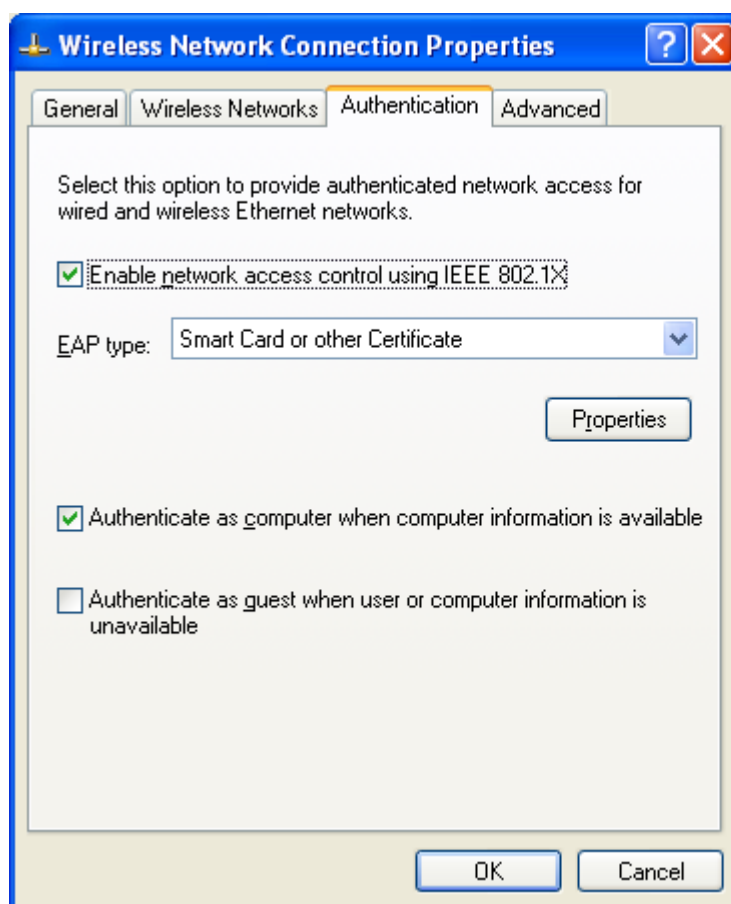 Wireless Network Connection Properties
General Wireless Networks Authentication Advanced
Select this option to provide authenticated network access for
wired and wireless Ethernet networks.
Enable network access control using IEEE 802.1X
EAP type: Smart Card or other Certificate
Properties
Authenticate as computer when computer information is available
Authenticate as guest when user or computer information is
unavailable
OK Cancel